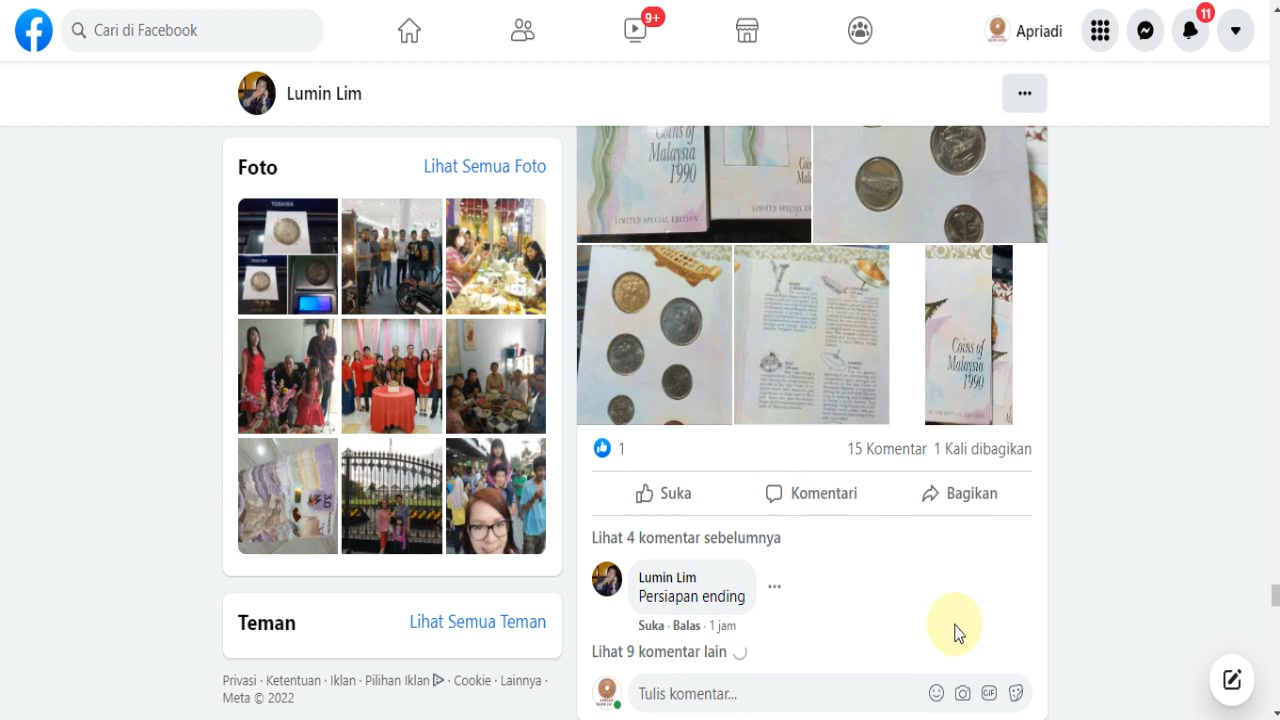 Cari di Facebook
9+
Apriadi
11
Lumin Lim
Foto
Lihat Semua Foto
TOSHIBA
TOSHIBA
Coins of
Malaysia
1990
LIMITED SPECIAL EDITION
Coins of
Malaysia
1990
1
15 Komentar 1 Kali dibagikan
Suka
Komentari
Bagikan
Lihat 4 komentar sebelumnya
Lumin Lim
Persiapan ending
Suka · Balas · 1 jam
Lihat 9 komentar lain
Tulis komentar...
GIF
Teman
Lihat Semua Teman
Privasi · Ketentuan · Iklan · Pilihan Iklan · Cookie · Lainnya ·
Meta © 2022